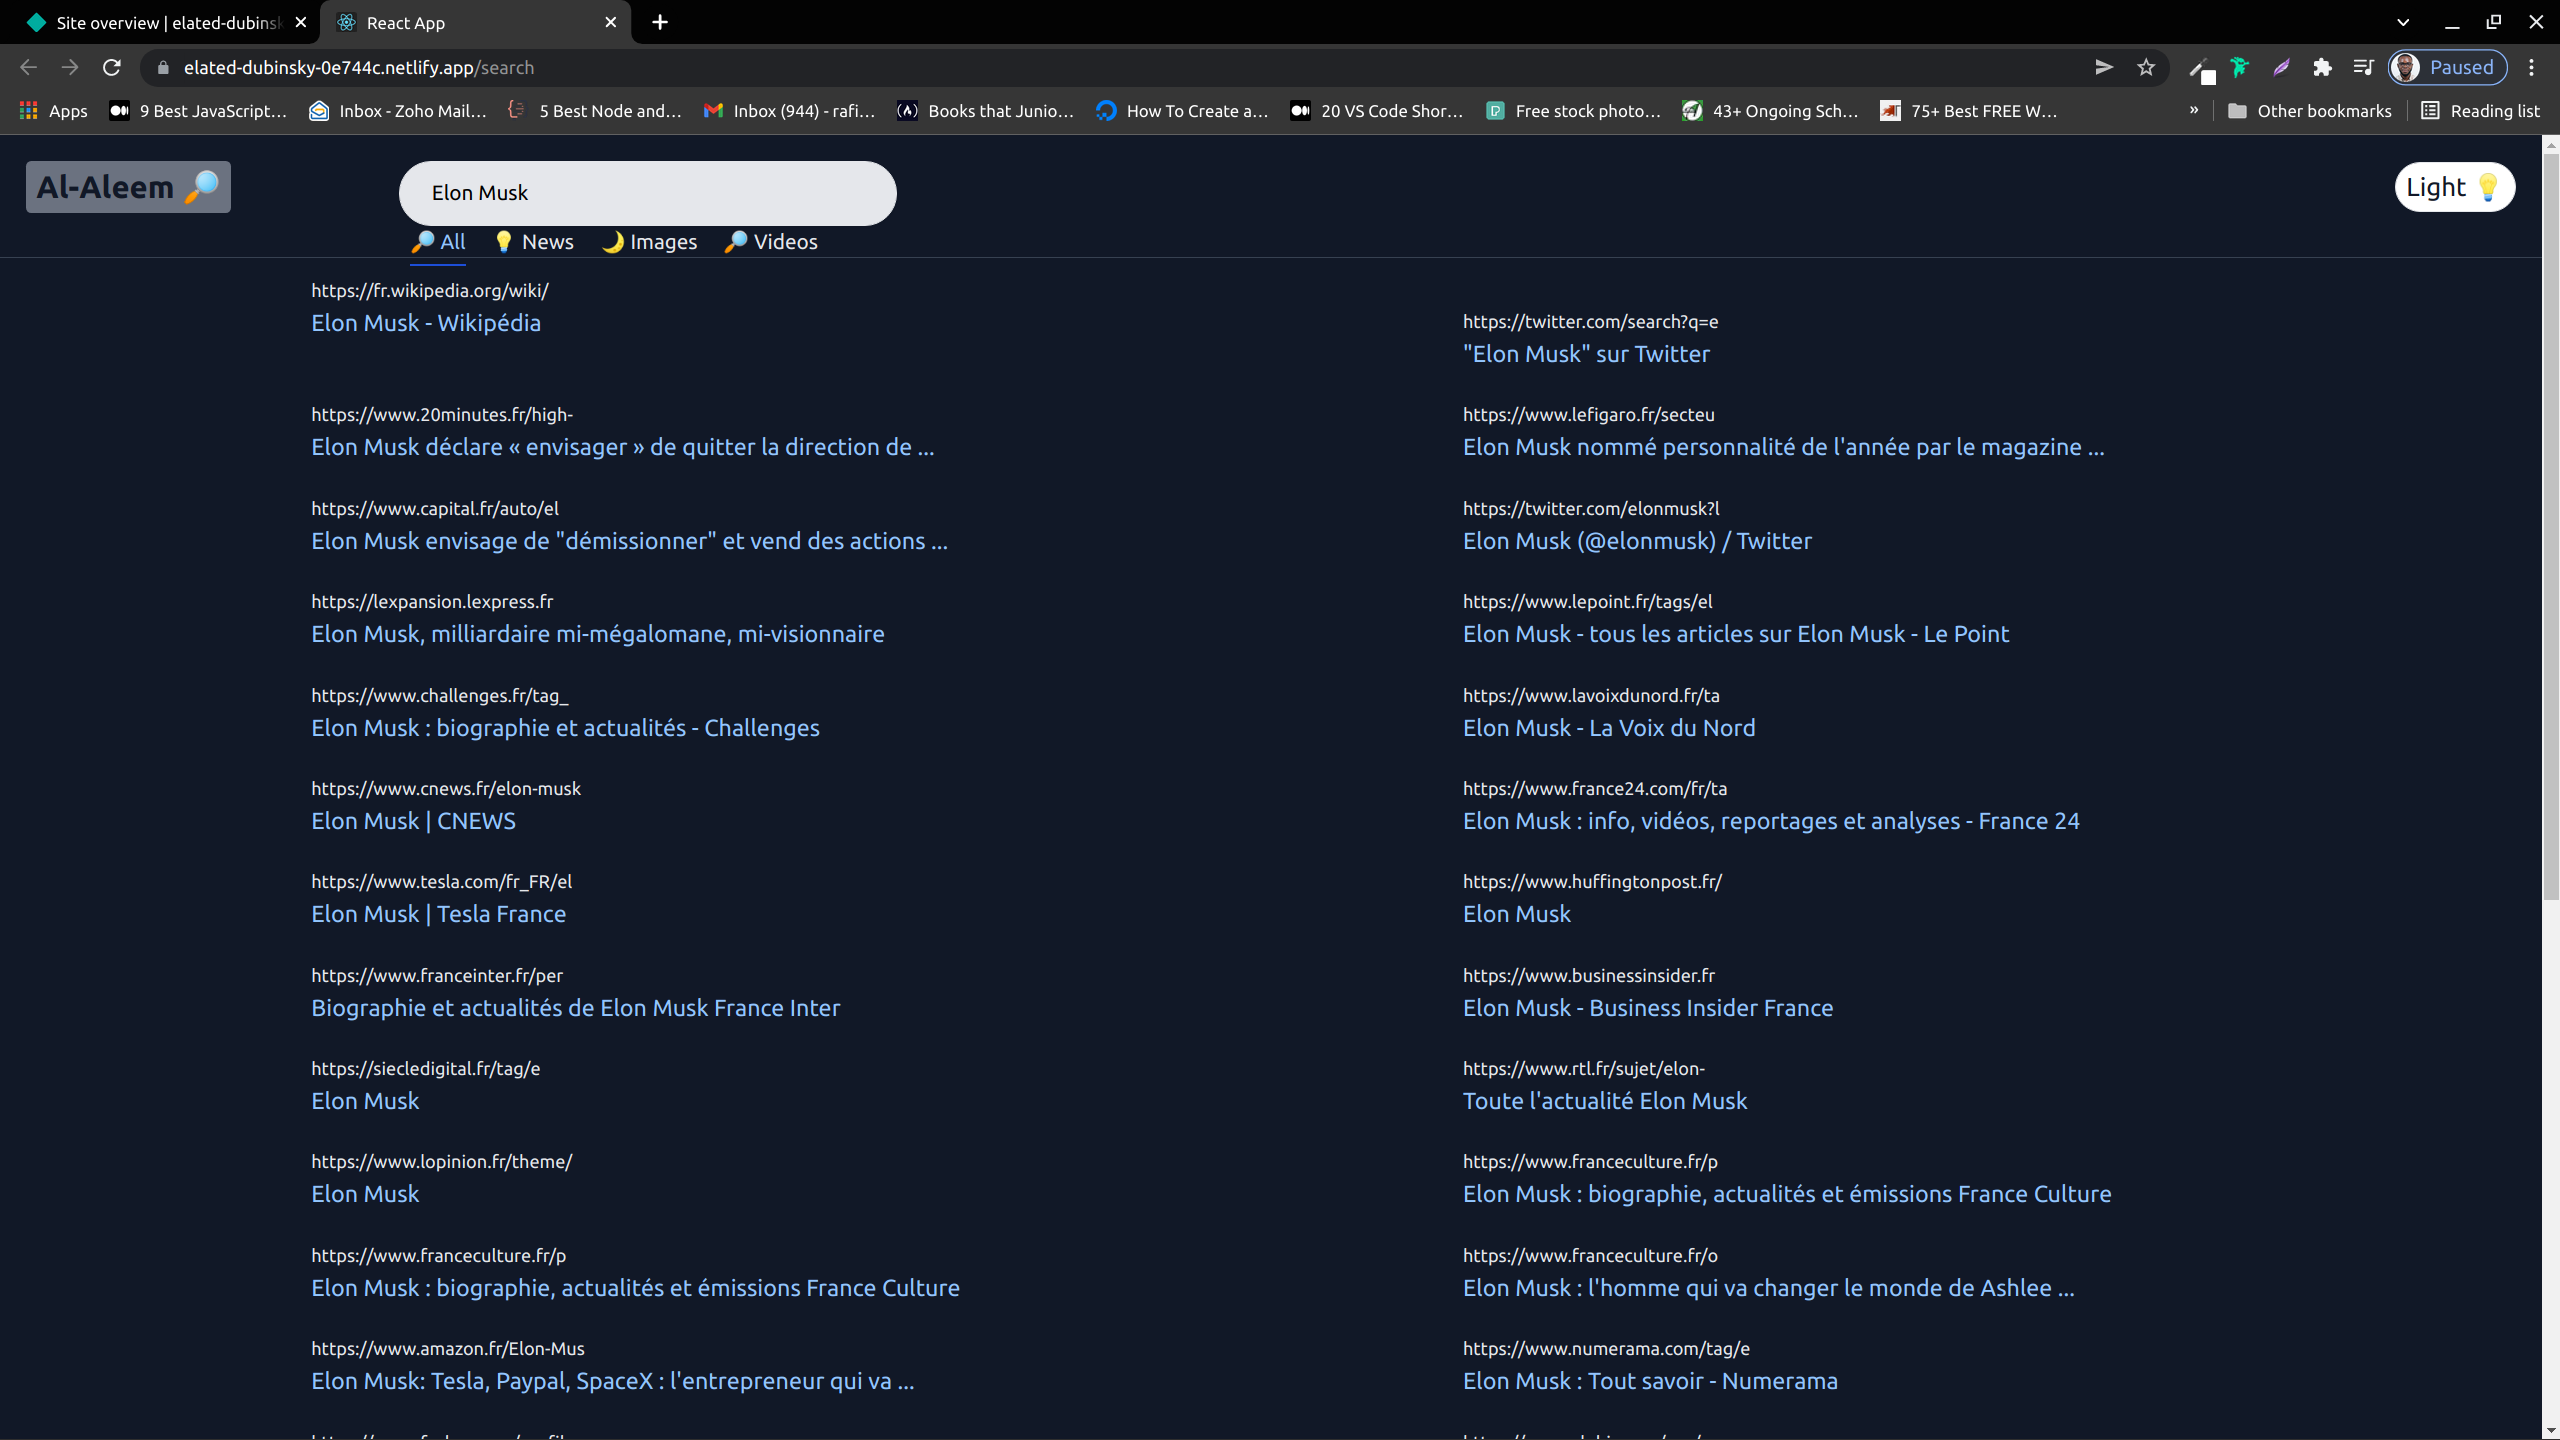 Site overview | elated-dubinsk
React App
elated-dubinsky-0e744c.netlify.app/search
Paused
Apps
9 Best JavaScript...
Inbox - Zoho Mail...
5 Best Node and...
Inbox (944) - rafi...
Books that Junio...
How To Create a...
20 VS Code Shor...
Free stock photo...
43+ Ongoing Sch...
75+ Best FREE W...
»
Other bookmarks
Reading list
Al-Aleem 🔎
Elon Musk
Light 💡
🔎 All
💡 News
🌙 Images
🔎 Videos
https://fr.wikipedia.org/wiki/
Elon Musk - Wikipédia
https://twitter.com/search?q=e
"Elon Musk" sur Twitter
https://www.20minutes.fr/high-
Elon Musk déclare « envisager » de quitter la direction de ...
https://www.lefigaro.fr/secteu
Elon Musk nommé personnalité de l'année par le magazine ...
https://www.capital.fr/auto/el
Elon Musk envisage de "démissionner" et vend des actions ...
https://twitter.com/elonmusk?l
Elon Musk (@elonmusk) / Twitter
https://lexpansion.lexpress.fr
Elon Musk, milliardaire mi-mégalomane, mi-visionnaire
https://www.lepoint.fr/tags/el
Elon Musk - tous les articles sur Elon Musk - Le Point
https://www.challenges.fr/tag_
Elon Musk : biographie et actualités - Challenges
https://www.lavoixdunord.fr/ta
Elon Musk - La Voix du Nord
https://www.cnews.fr/elon-musk
Elon Musk | CNEWS
https://www.france24.com/fr/ta
Elon Musk : info, vidéos, reportages et analyses - France 24
https://www.tesla.com/fr_FR/el
Elon Musk | Tesla France
https://www.huffingtonpost.fr/
Elon Musk
https://www.franceinter.fr/per
Biographie et actualités de Elon Musk France Inter
https://www.businessinsider.fr
Elon Musk - Business Insider France
https://siecledigital.fr/tag/e
Elon Musk
https://www.rtl.fr/sujet/elon-
Toute l'actualité Elon Musk
https://www.lopinion.fr/theme/
Elon Musk
https://www.franceculture.fr/p
Elon Musk : biographie, actualités et émissions France Culture
https://www.franceculture.fr/p
Elon Musk : biographie, actualités et émissions France Culture
https://www.franceculture.fr/o
Elon Musk : l'homme qui va changer le monde de Ashlee ...
https://www.amazon.fr/Elon-Mus
Elon Musk: Tesla, Paypal, SpaceX : l'entrepreneur qui va ...
https://www.numerama.com/tag/e
Elon Musk : Tout savoir - Numerama